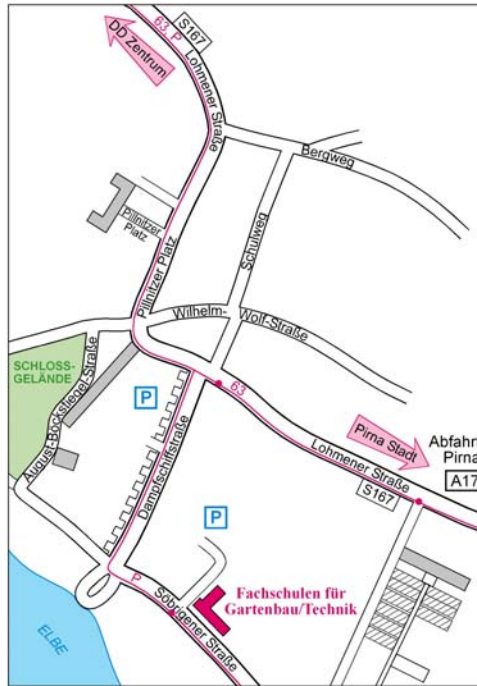 S167
63 P
DD Zentrum
Lohmener Straße
Bergweg
Pillnitzer
Platz
Pillnitzer Platz
Schulweg
Wilhelm-
Wolf-Straße
SCHLOSS-
GELÄNDE
August-Böckstiegel-Straße
P
63
Pirna Stadt
Abfahrt
Pirna
A17
Lohmener Straße
S167
Dampfschiffstraße
P
Fachschulen für
Gartenbau/Technik
P
Söbrigener Straße
ELBE